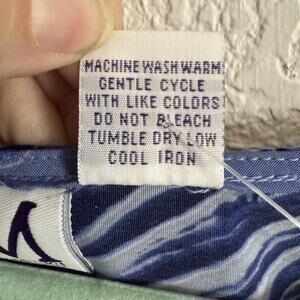 MACHINE WASH WARM
GENTLE CYCLE
WITH LIKE COLORS
DO NOT BLEACH
TUMBLE DRY LOW
COOL IRON